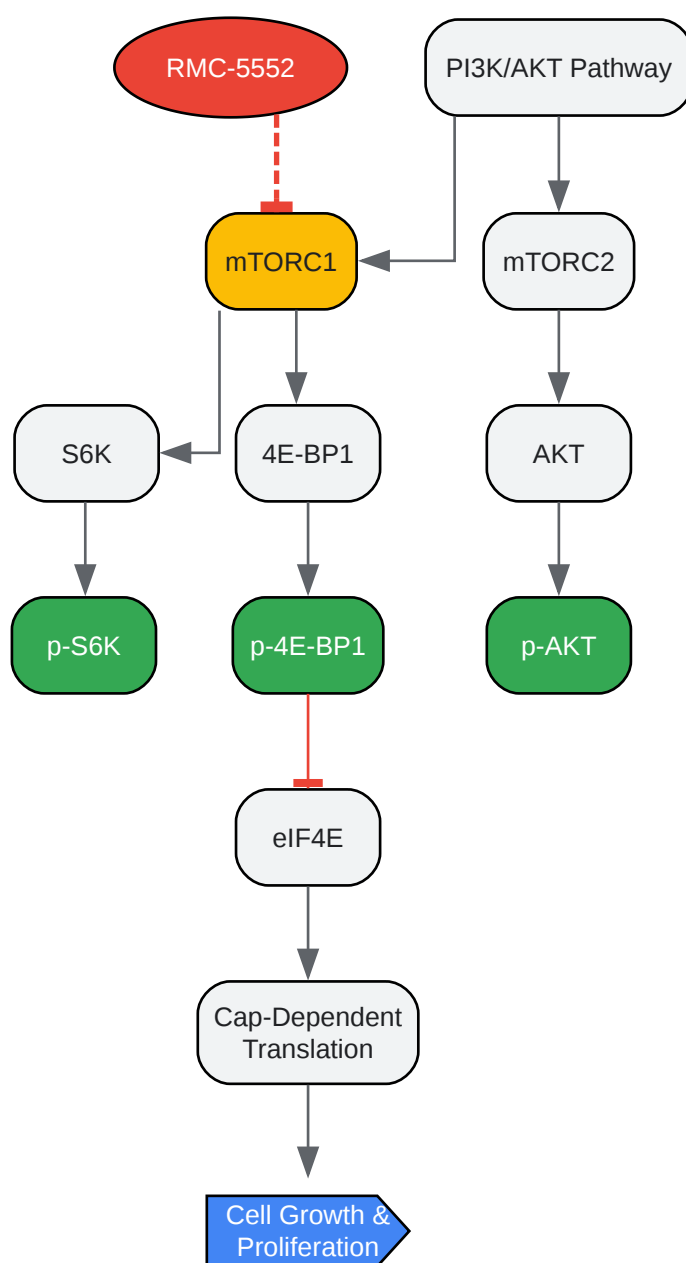 RMC-5552
PI3K/AKT Pathway
mTORC1
mTORC2
S6K
4E-BP1
AKT
p-S6K
p-4E-BP1
p-AKT
eIF4E
Cap-Dependent
Translation
Cell Growth &
Proliferation